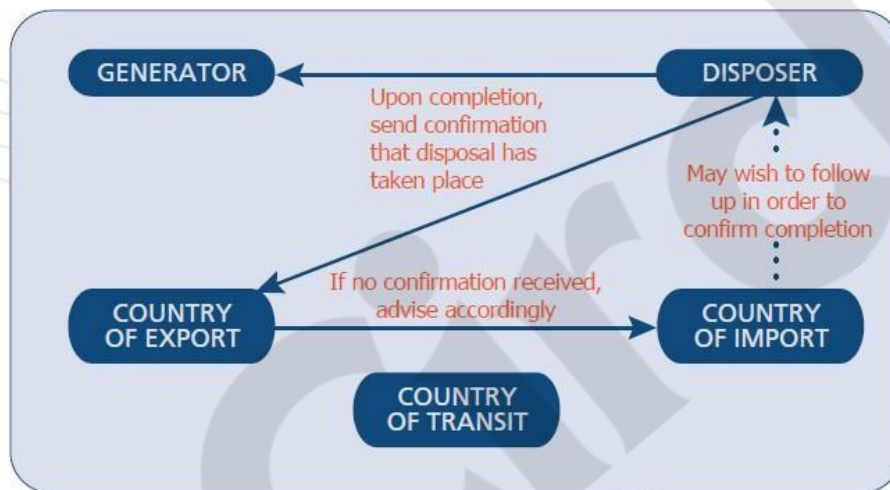 GENERATOR
DISPOSER
Upon completion,
send confirmation
that disposal has
taken place
May wish to follow
up in order to
confirm completion
If no confirmation received,
advise accordingly
COUNTRY
OF EXPORT
COUNTRY
OF IMPORT
COUNTRY
OF TRANSIT